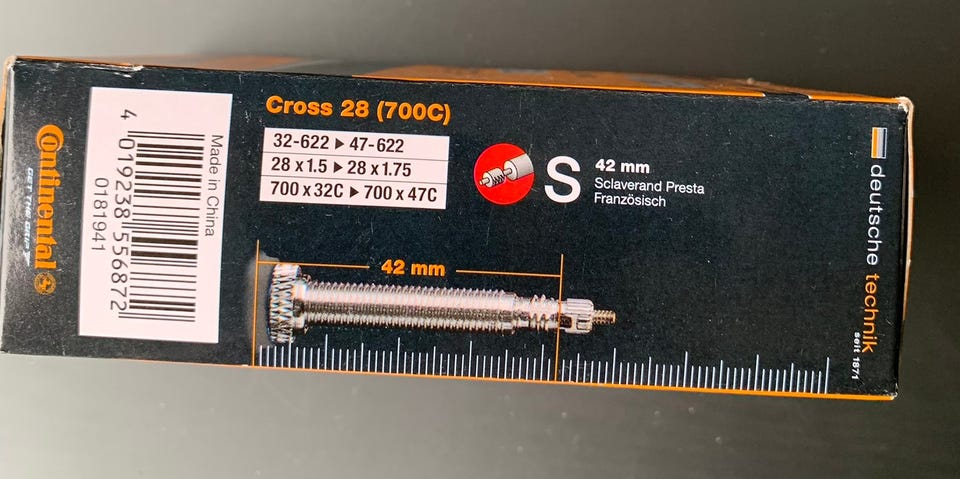 Continental
GET THE GRIP
4 019238 556872
0181941
Made in China
Cross 28 (700C)
32-622 ▶ 47-622
28 x 1.5 ▶ 28 x 1.75
700 x 32C ▶ 700 x 47C
S
42 mm
Sclaverand Presta
Französisch
42 mm
deutsche technik
seit 1871